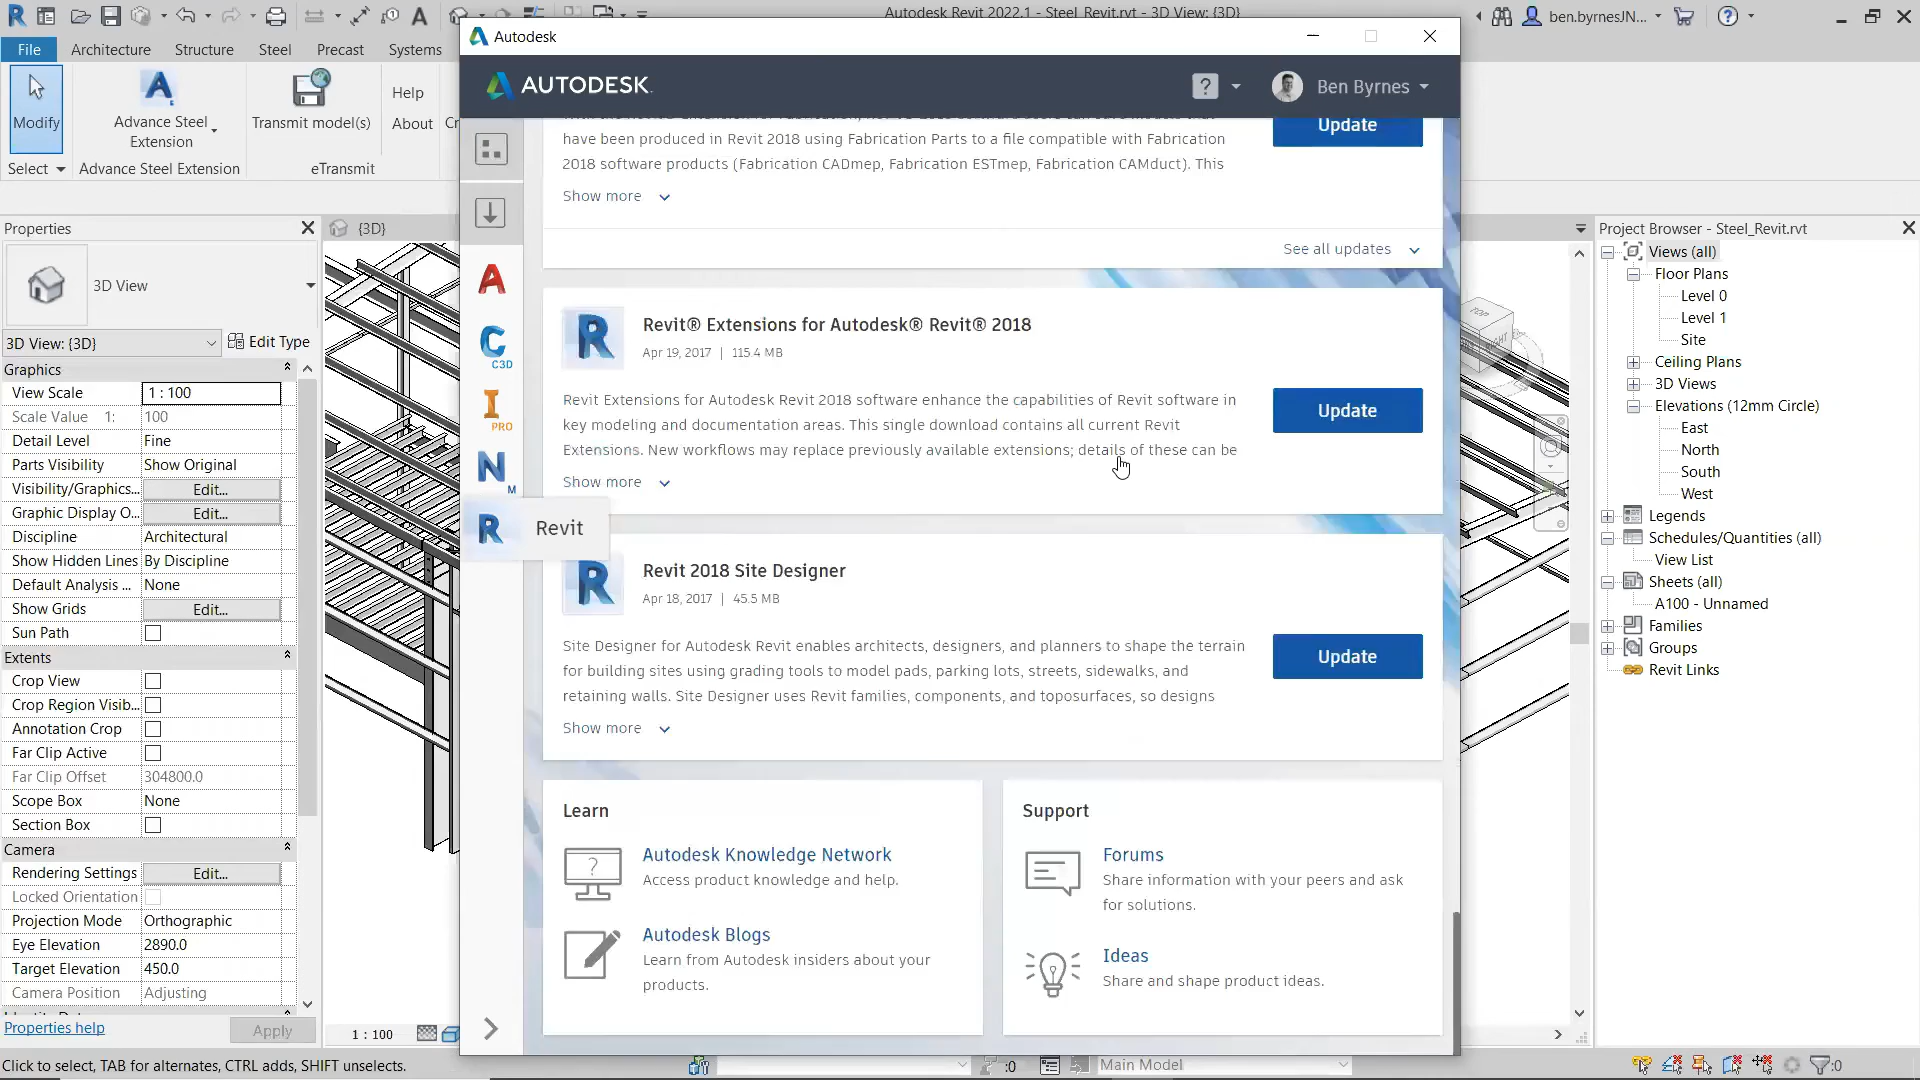 Autodesk Revit 2022.1 - Steel_Revit.rvt - 3D View: {3D}
ben.byrnesJN...
File Architecture Structure Steel Precast Systems
Modify
Select
Advance Steel
Extension
Advance Steel Extension
Transmit model(s)
eTransmit
Help
About
Properties
{3D}
3D View
3D View: {3D}
Edit Type
Graphics
View Scale 1 : 100
Scale Value 1: 100
Detail Level Fine
Parts Visibility Show Original
Visibility/Graphics... Edit...
Graphic Display O... Edit...
Discipline Architectural
Show Hidden Lines By Discipline
Default Analysis ... None
Show Grids Edit...
Sun Path
Extents
Crop View
Crop Region Visib...
Annotation Crop
Far Clip Active
Far Clip Offset 304800.0
Scope Box None
Section Box
Camera
Rendering Settings Edit...
Locked Orientation
Projection Mode Orthographic
Eye Elevation 2890.0
Target Elevation 450.0
Camera Position Adjusting
Properties help
Apply
1 : 100
Click to select, TAB for alternates, CTRL adds, SHIFT unselects.
Autodesk
AUTODESK.
Ben Byrnes
A
C
C3D
I
PRO
N
M
R Revit
have been produced in Revit 2018 using Fabrication Parts to a file compatible with Fabrication
2018 software products (Fabrication CADmep, Fabrication ESTmep, Fabrication CAMduct). This
Update
Show more
See all updates
R
Revit® Extensions for Autodesk® Revit® 2018
Apr 19, 2017 | 115.4 MB
Revit Extensions for Autodesk Revit 2018 software enhance the capabilities of Revit software in
key modeling and documentation areas. This single download contains all current Revit
Extensions. New workflows may replace previously available extensions; details of these can be
Update
Show more
R
Revit 2018 Site Designer
Apr 18, 2017 | 45.5 MB
Site Designer for Autodesk Revit enables architects, designers, and planners to shape the terrain
for building sites using grading tools to model pads, parking lots, streets, sidewalks, and
retaining walls. Site Designer uses Revit families, components, and toposurfaces, so designs
Update
Show more
Learn
Autodesk Knowledge Network
Access product knowledge and help.
Autodesk Blogs
Learn from Autodesk insiders about your
products.
Support
Forums
Share information with your peers and ask
for solutions.
Ideas
Share and shape product ideas.
:0
Main Model
TOP
RIGHT
Project Browser - Steel_Revit.rvt
Views (all)
Floor Plans
Level 0
Level 1
Site
Ceiling Plans
3D Views
Elevations (12mm Circle)
East
North
South
West
Legends
Schedules/Quantities (all)
View List
Sheets (all)
A100 - Unnamed
Families
Groups
Revit Links
:0